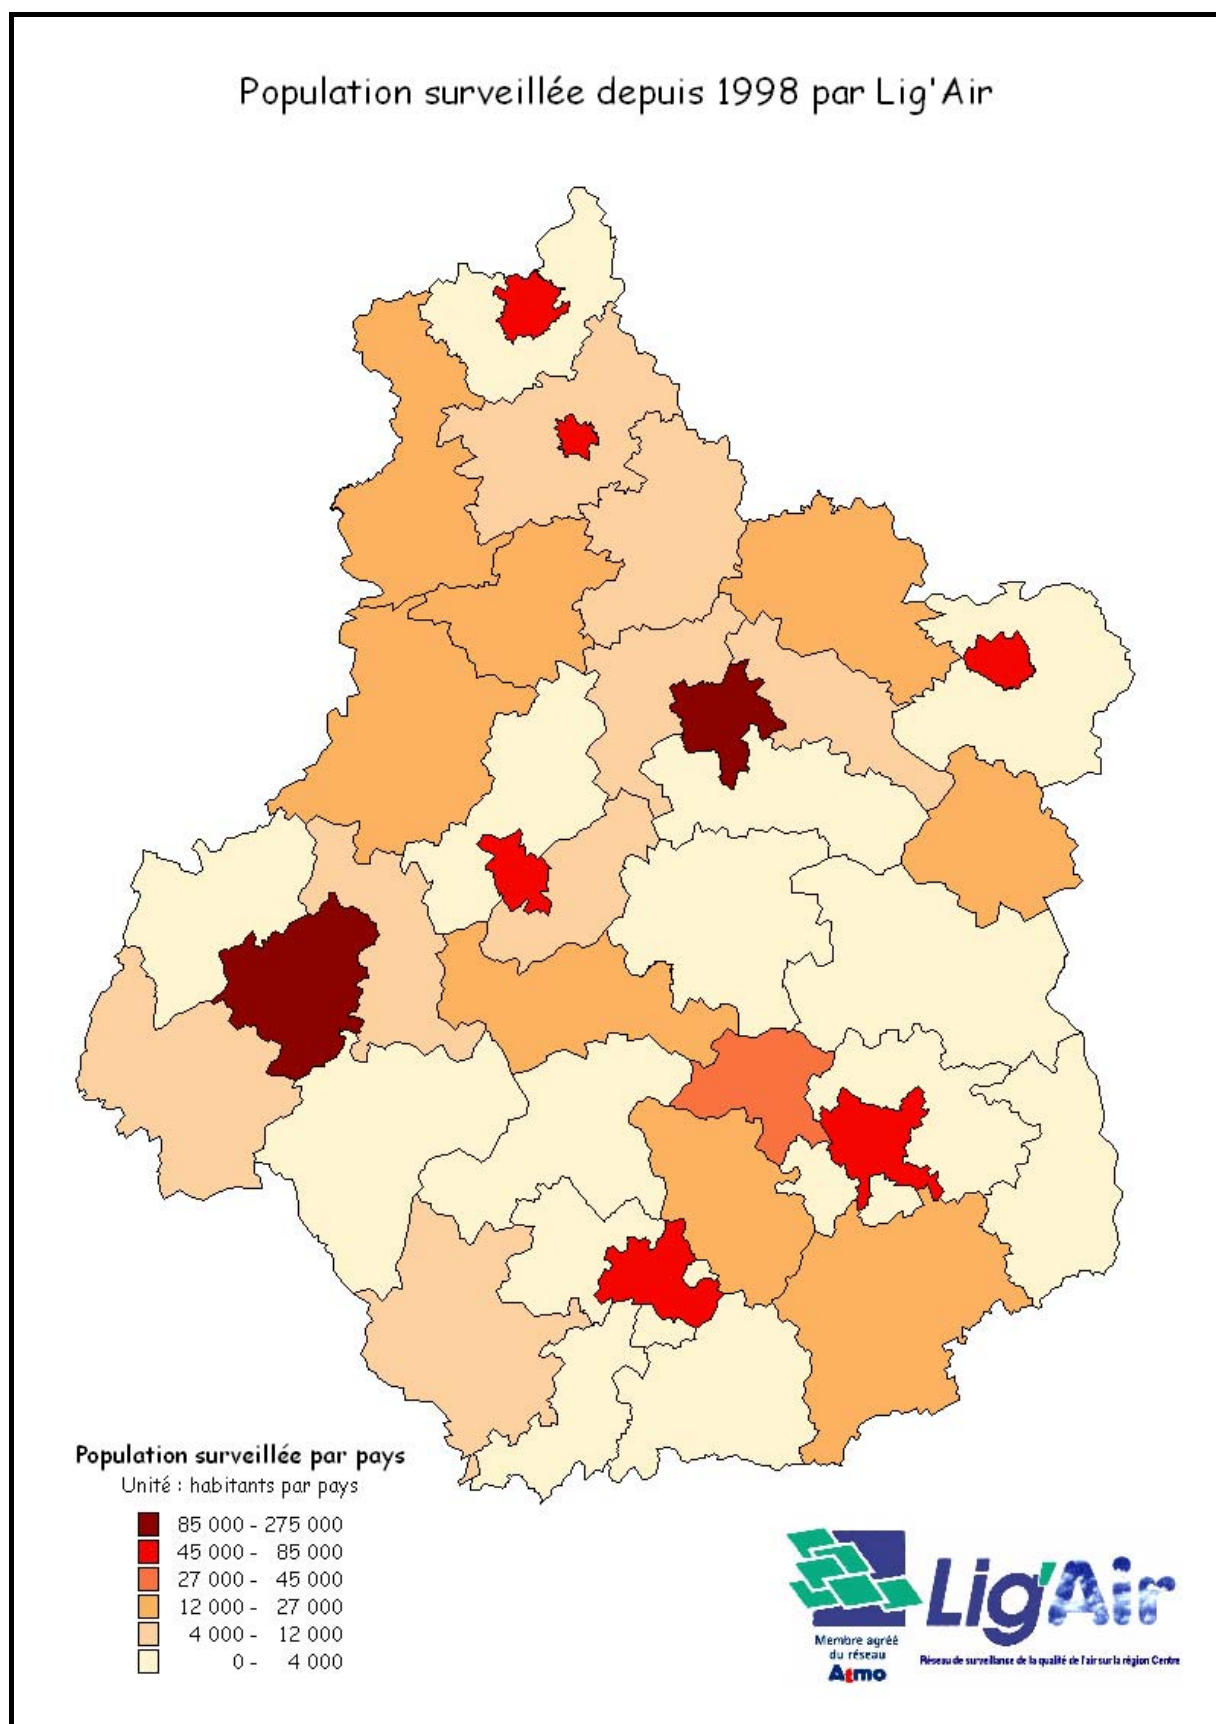 Population surveillée depuis 1998 par Lig'Air
Population surveillée par pays
Unité : habitants par pays
85 000 - 275 000
45 000 - 85 000
27 000 - 45 000
12 000 - 27 000
4 000 - 12 000
0 - 4 000
Lig'Air
Membre agréé
du réseau
Atmo
Réseau de surveillance de la qualité de l'air sur la région Centre